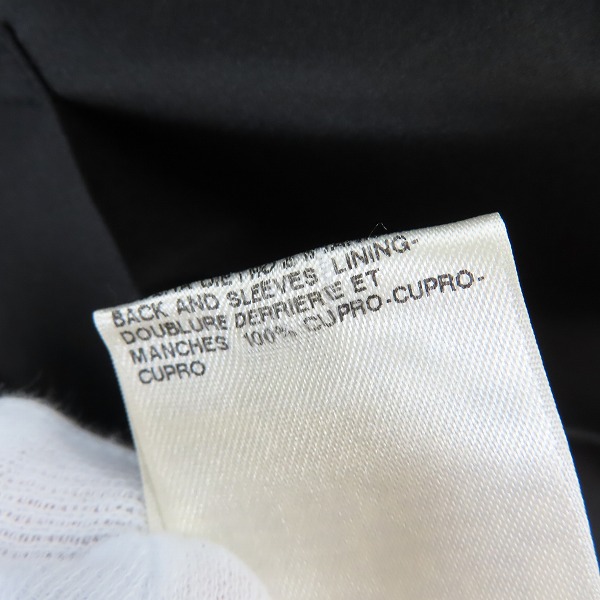 BACK AND SLEEVES LINING-
DOUBLURE DERRIERE ET
MANCHES 100% CUPRO-CUPRO-
CUPRO